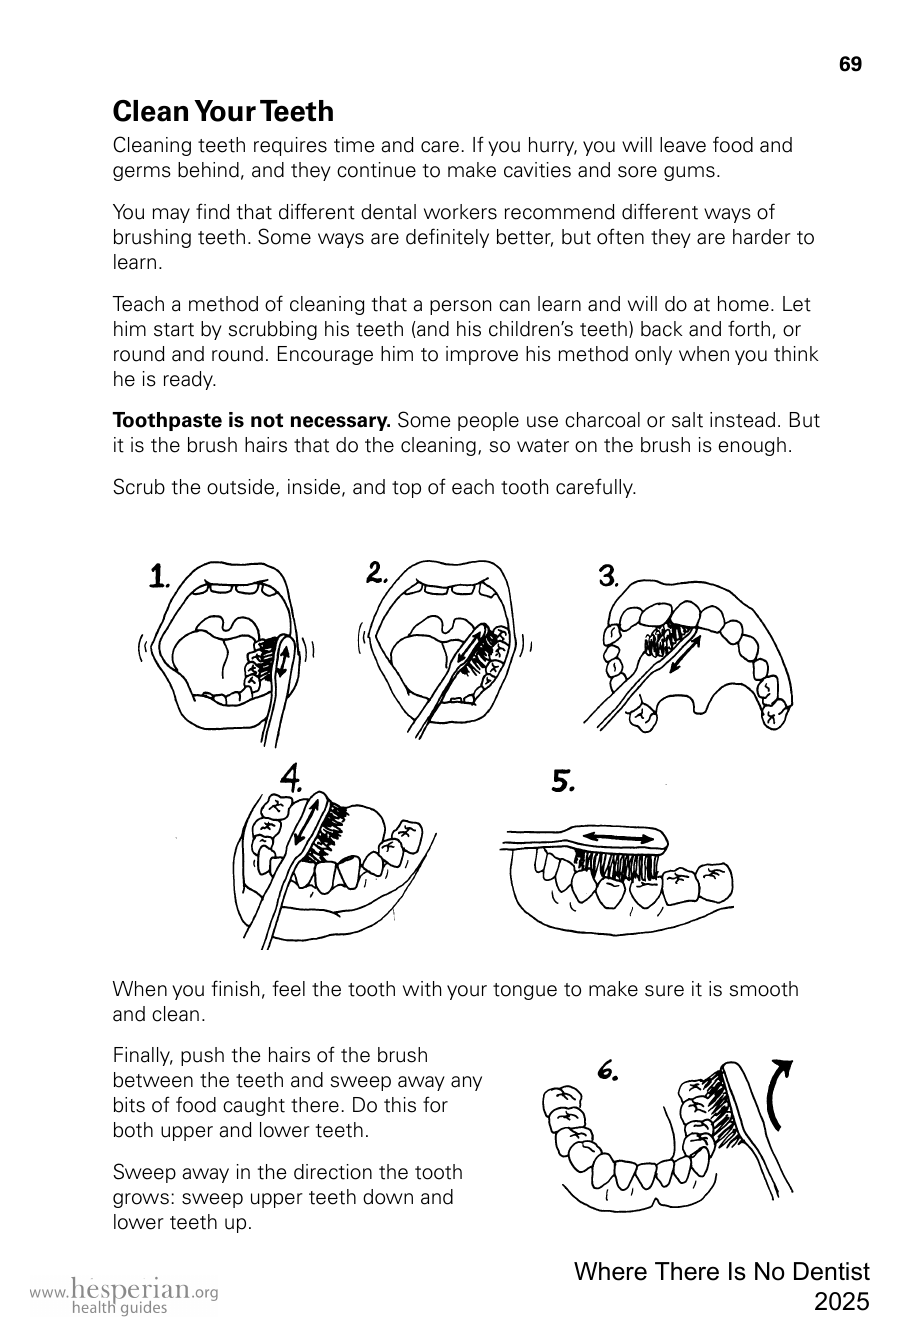 69
Clean Your Teeth
Cleaning teeth requires time and care. If you hurry, you will leave food and
germs behind, and they continue to make cavities and sore gums.
You may find that different dental workers recommend different ways of
brushing teeth. Some ways are definitely better, but often they are harder to
learn.
Teach a method of cleaning that a person can learn and will do at home. Let
him start by scrubbing his teeth (and his children’s teeth) back and forth, or
round and round. Encourage him to improve his method only when you think
he is ready.
Toothpaste is not necessary. Some people use charcoal or salt instead. But
it is the brush hairs that do the cleaning, so water on the brush is enough.
Scrub the outside, inside, and top of each tooth carefully.
1.
2.
3.
4.
5.
When you finish, feel the tooth with your tongue to make sure it is smooth
and clean.
Finally, push the hairs of the brush
between the teeth and sweep away any
bits of food caught there. Do this for
both upper and lower teeth.
6.
Sweep away in the direction the tooth
grows: sweep upper teeth down and
lower teeth up.
www.hesperian.org
health guides
Where There Is No Dentist
2025